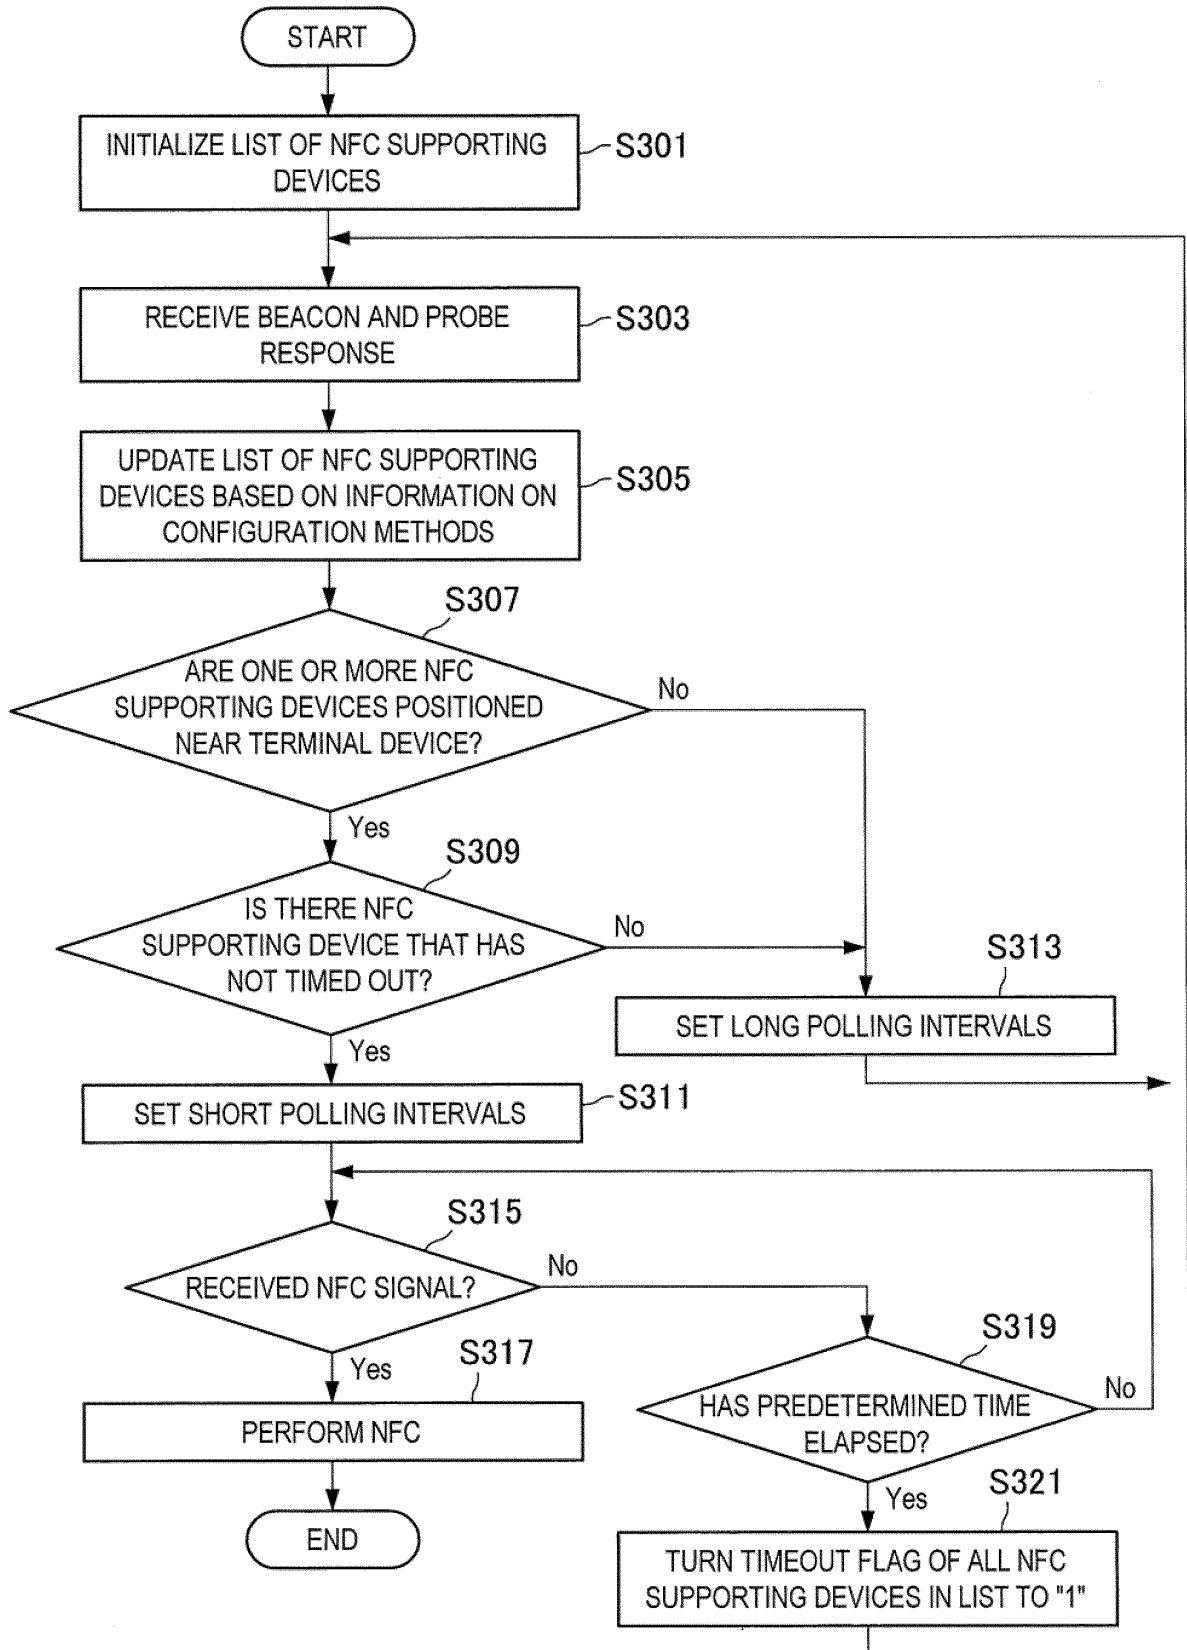 START
INITIALIZE LIST OF NFC SUPPORTING
DEVICES
S301
RECEIVE BEACON AND PROBE
RESPONSE
S303
UPDATE LIST OF NFC SUPPORTING
DEVICES BASED ON INFORMATION ON
CONFIGURATION METHODS
S305
S307
ARE ONE OR MORE NFC
SUPPORTING DEVICES POSITIONED
NEAR TERMINAL DEVICE?
No
Yes
S309
IS THERE NFC
SUPPORTING DEVICE THAT HAS
NOT TIMED OUT?
No
Yes
S313
SET LONG POLLING INTERVALS
SET SHORT POLLING INTERVALS
S311
S315
RECEIVED NFC SIGNAL?
No
Yes
S317
PERFORM NFC
END
S319
HAS PREDETERMINED TIME
ELAPSED?
No
Yes
S321
TURN TIMEOUT FLAG OF ALL NFC
SUPPORTING DEVICES IN LIST TO "1"